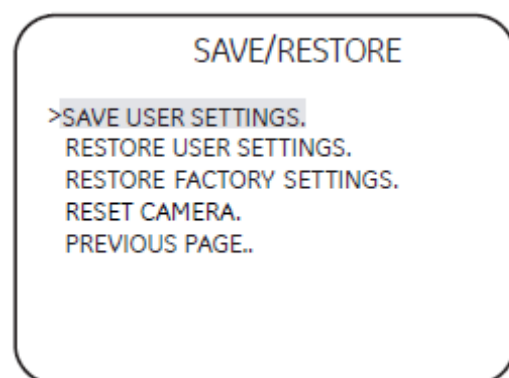 SAVE/RESTORE
>SAVE USER SETTINGS.
RESTORE USER SETTINGS.
RESTORE FACTORY SETTINGS.
RESET CAMERA.
PREVIOUS PAGE..